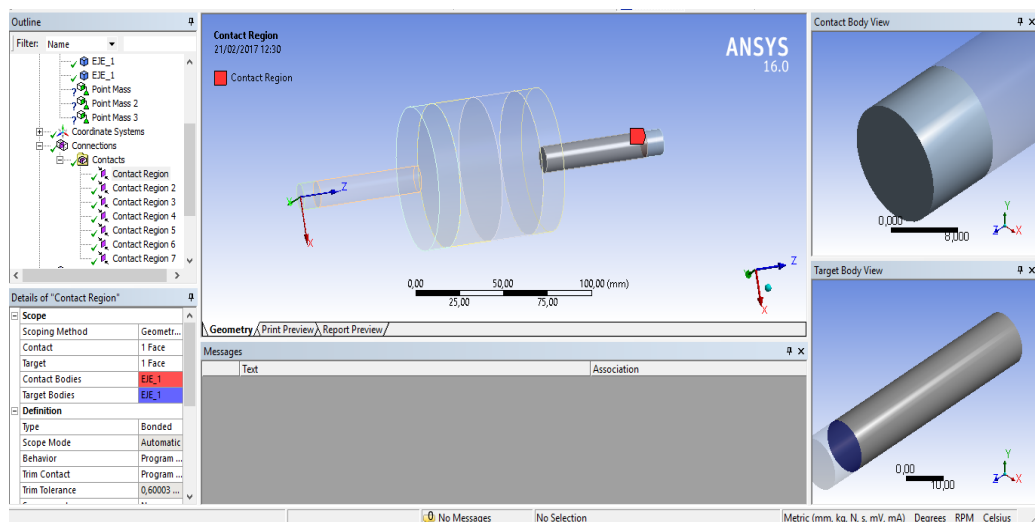 Outline
Filter: Name
EJE_1
EJE_1
Point Mass
Point Mass 2
Point Mass 3
Coordinate Systems
Connections
Contacts
Contact Region
Contact Region 2
Contact Region 3
Contact Region 4
Contact Region 5
Contact Region 6
Contact Region 7
Details of "Contact Region"
Scope
Scoping Method Geometr...
Contact 1 Face
Target 1 Face
Contact Bodies EJE_1
Target Bodies EJE_1
Definition
Type Bonded
Scope Mode Automatic
Behavior Program ...
Trim Contact Program ...
Trim Tolerance 0,60003 ...
Contact Region
21/02/2017 12:30
Contact Region
ANSYS
16.0
Z
X
Z
X
0,00 50,00 100,00 (mm)
25,00 75,00
Geometry Print Preview Report Preview
Messages
Text Association
Contact Body View
0,000
8,000
Y
Z X
Target Body View
0,00
10,00
Y
Z X
0 No Messages No Selection Metric (mm, kg, N, s, mV, mA) Degrees RPM Celsius